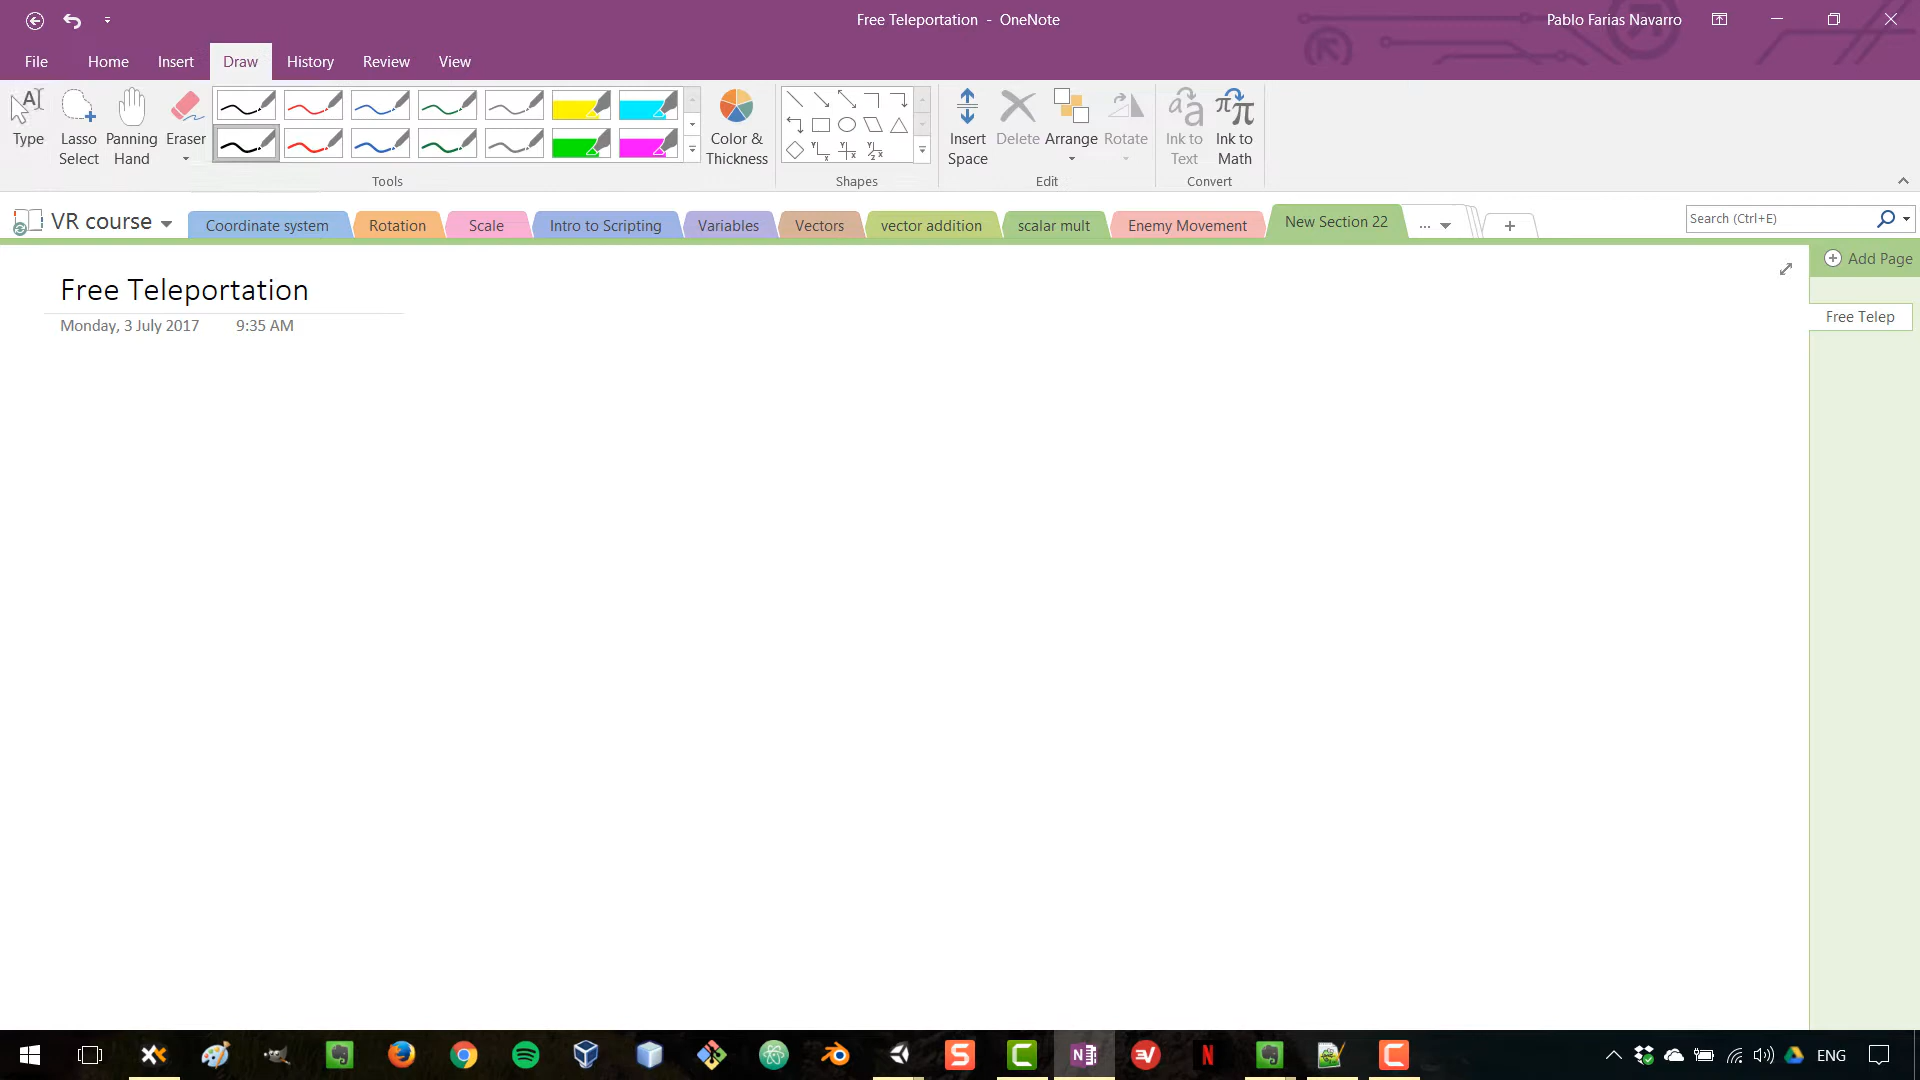 Free Teleportation - OneNote
Pablo Farias Navarro
File
Home
Insert
Draw
History
Review
View
Type
Lasso Select
Panning Hand
Eraser
Color & Thickness
Insert Space
Delete
Arrange
Rotate
Ink to Text
Ink to Math
Tools
Shapes
Edit
Convert
VR course
Coordinate system
Rotation
Scale
Intro to Scripting
Variables
Vectors
vector addition
scalar mult
Enemy Movement
New Section 22
...
Search (Ctrl+E)
Add Page
Free Teleportation
Monday, 3 July 2017 9:35 AM
Free Telep
ENG